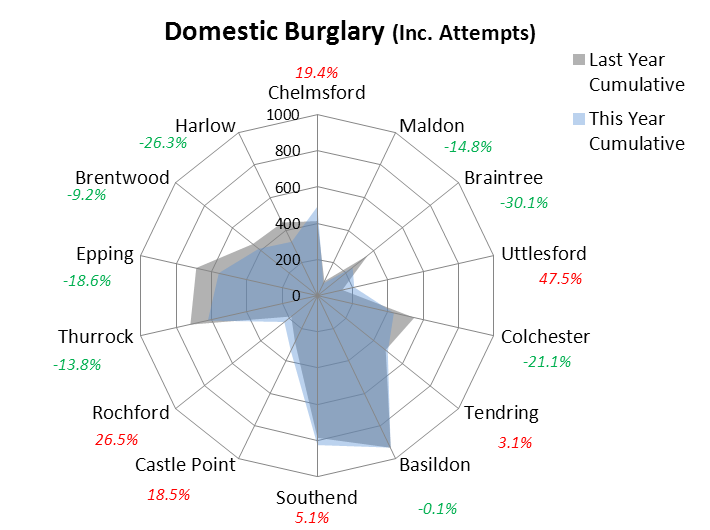 Domestic Burglary (Inc. Attempts)
Last Year
Cumulative
This Year
Cumulative
19.4%
Chelmsford
Maldon
-14.8%
Braintree
-30.1%
Uttlesford
47.5%
Colchester
-21.1%
Tendring
3.1%
Basildon
-0.1%
Southend
5.1%
Castle Point
18.5%
Rochford
26.5%
Thurrock
-13.8%
Epping
-18.6%
Brentwood
-9.2%
Harlow
-26.3%
1000
800
600
400
200
0